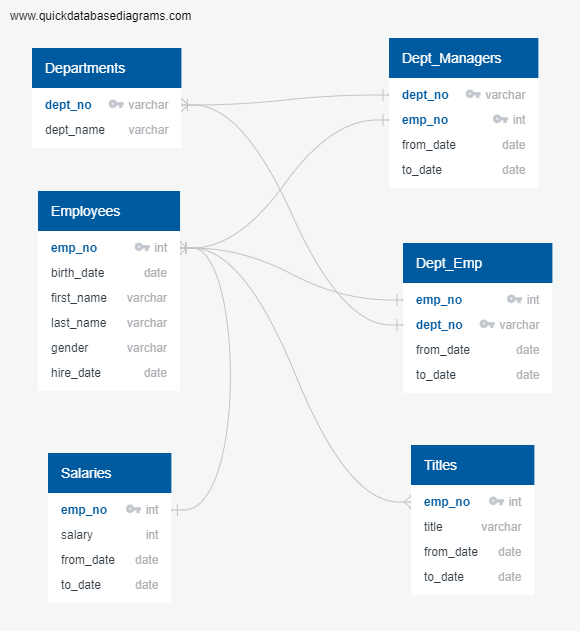 www.quickdatabasediagrams.com
Departments
dept_no varchar
dept_name varchar
Dept_Managers
dept_no varchar
emp_no int
from_date date
to_date date
Employees
emp_no int
birth_date date
first_name varchar
last_name varchar
gender varchar
hire_date date
Dept_Emp
emp_no int
dept_no varchar
from_date date
to_date date
Salaries
emp_no int
salary int
from_date date
to_date date
Titles
emp_no int
title varchar
from_date date
to_date date